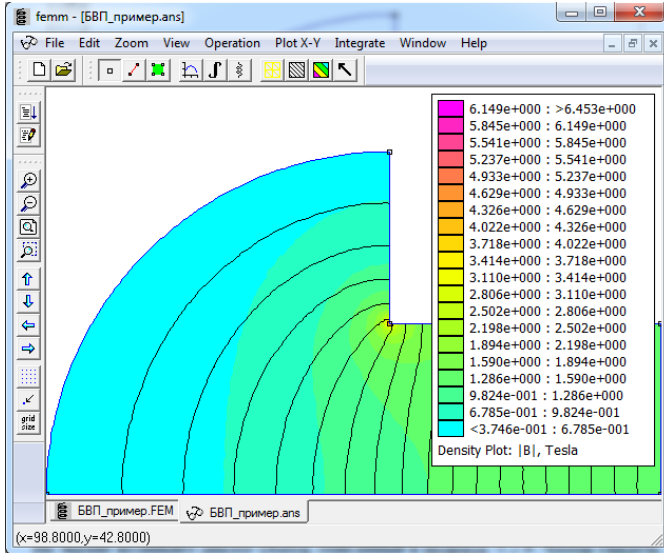 femm - [БВП_пример.ans]
File Edit Zoom View Operation Plot X-Y Integrate Window Help
grid
size
6.149e+000 : >6.453e+000
5.845e+000 : 6.149e+000
5.541e+000 : 5.845e+000
5.237e+000 : 5.541e+000
4.933e+000 : 5.237e+000
4.629e+000 : 4.933e+000
4.326e+000 : 4.629e+000
4.022e+000 : 4.326e+000
3.718e+000 : 4.022e+000
3.414e+000 : 3.718e+000
3.110e+000 : 3.414e+000
2.806e+000 : 3.110e+000
2.502e+000 : 2.806e+000
2.198e+000 : 2.502e+000
1.894e+000 : 2.198e+000
1.590e+000 : 1.894e+000
1.286e+000 : 1.590e+000
9.824e-001 : 1.286e+000
6.785e-001 : 9.824e-001
<3.746e-001 : 6.785e-001
Density Plot: |B|, Tesla
БВП_пример.FEM БВП_пример.ans
(x=98.8000,y=42.8000)